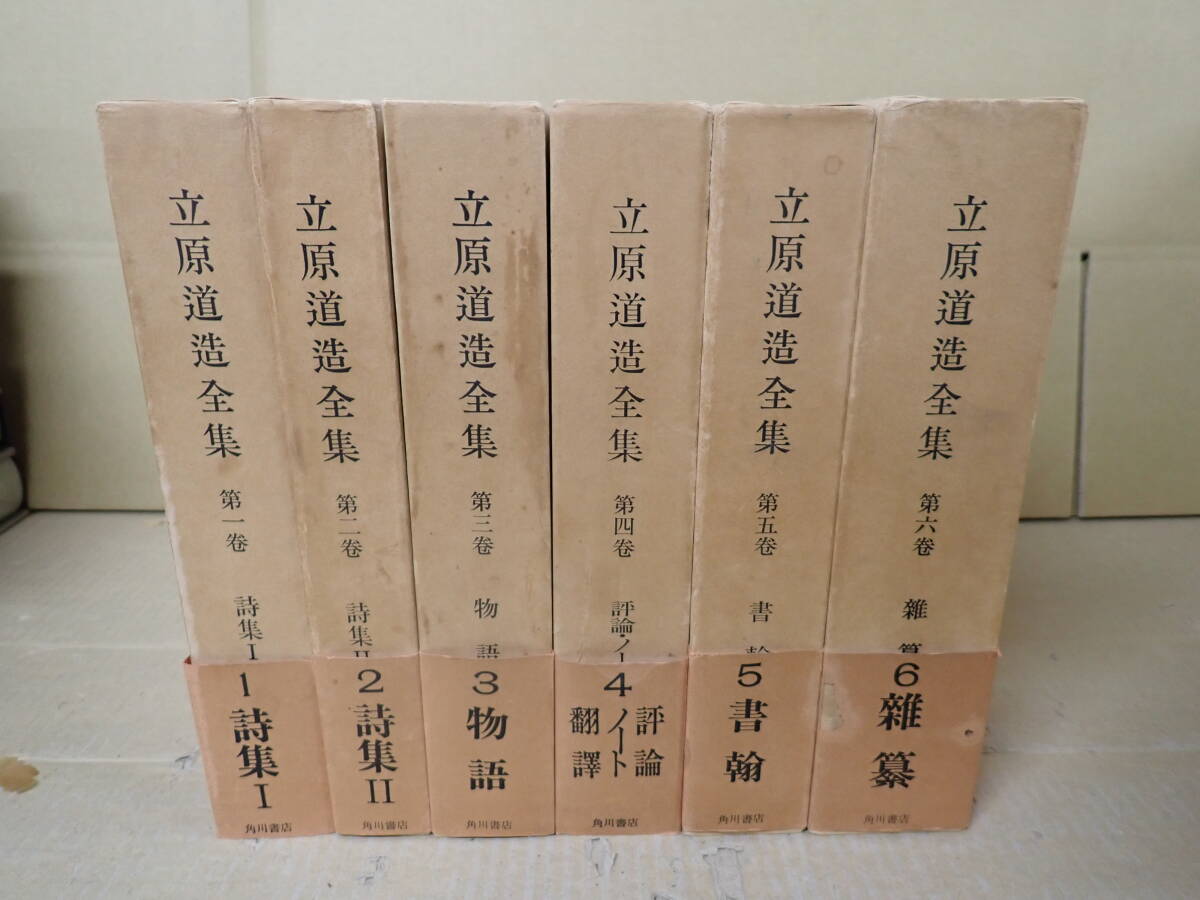 立原道造全集 第一卷 詩集Ⅰ
1
詩集Ⅰ
角川書店
立原道造全集 第二卷 詩集Ⅱ
2
詩集Ⅱ
角川書店
立原道造全集 第三卷 物語
3
物語
角川書店
立原道造全集 第四卷 評論・ノー
4
評論
ノート
翻譯
角川書店
立原道造全集 第五卷 書翰
5
書翰
角川書店
立原道造全集 第六卷 雜纂
6
雜纂
角川書店